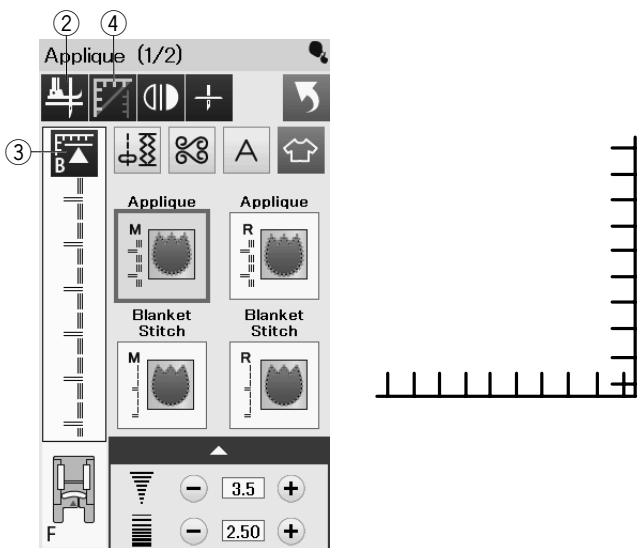 ② ④
Applique (1/2)
③
B
A
Applique Applique
M R
Blanket Blanket
Stitch Stitch
M R
3.5
F 2.50